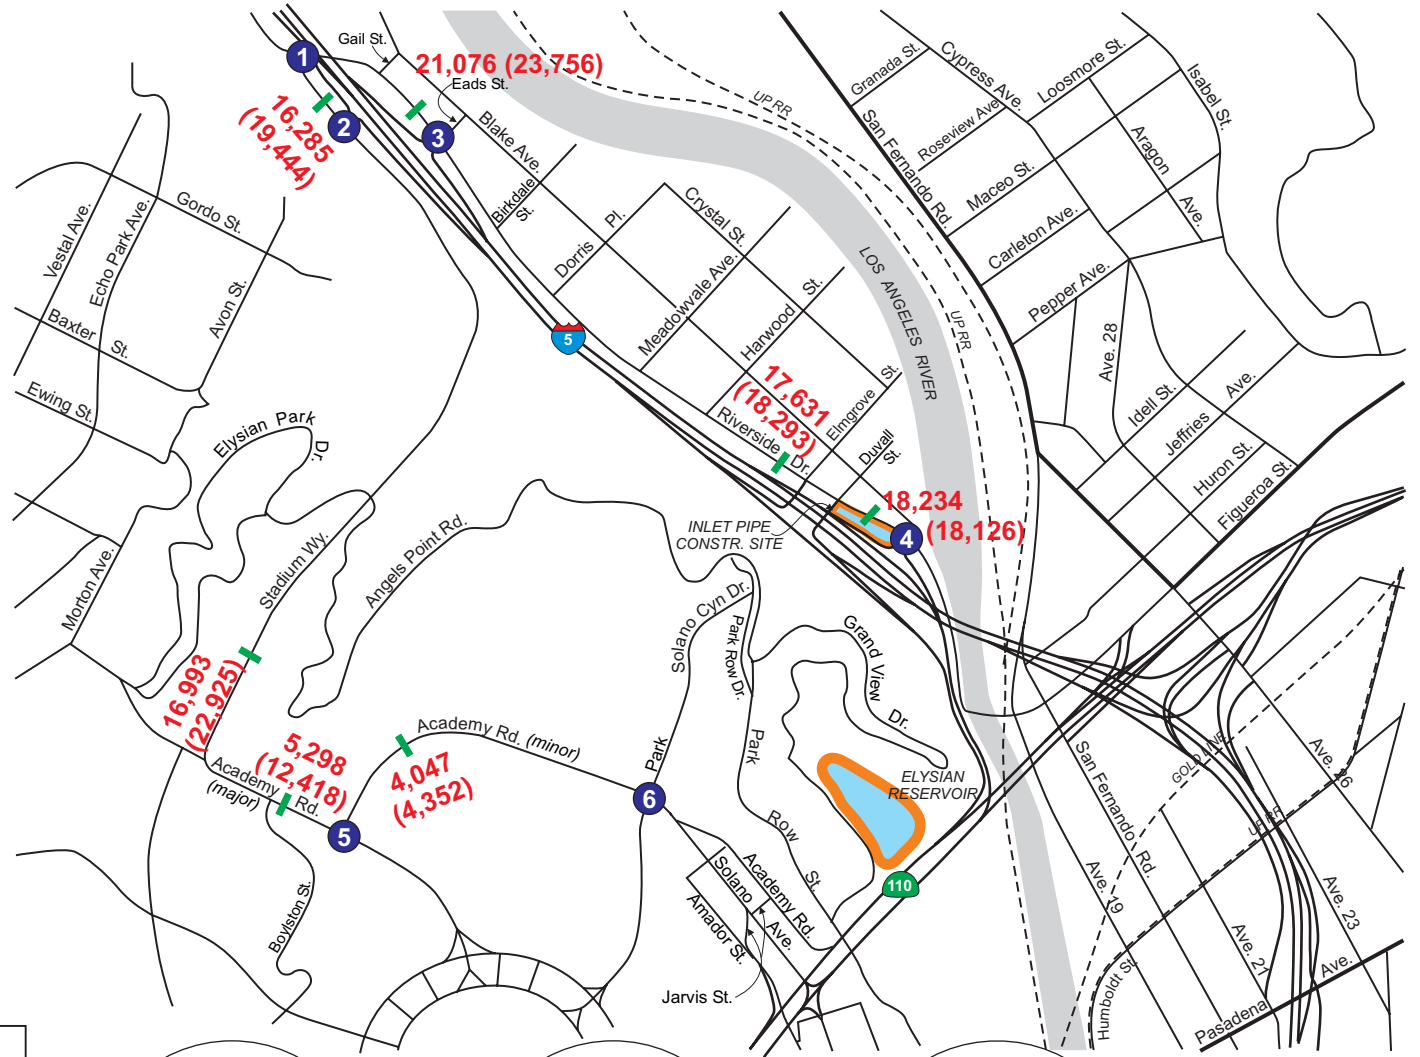 1
2
3
4
5
6
5
110
Gail St.
21,076 (23,756)
Eads St.
16,285
(19,444)
Blake Ave.
Birkdale
St.
Dorris Pl.
Crystal St.
Meadowvale Ave.
Harwood St.
17,631
(18,293)
Riverside Dr.
Elmgrove St.
Duvall
St.
18,234
(18,126)
INLET PIPE
CONSTR. SITE
LOS ANGELES RIVER
UP RR
UP RR
San Fernando Rd.
Granada St.
Cypress Ave.
Loosmore St.
Isabel St.
Roseview Ave.
Aragon Ave.
Maceo St.
Carleton Ave.
Pepper Ave.
Ave. 28
Idell St.
Jeffries Ave.
Huron St.
Figueroa St.
Vestal Ave.
Echo Park Ave.
Gordo St.
Avon St.
Baxter St.
Ewing St.
Elysian Park Dr.
Morton Ave.
Stadium Wy.
Angels Point Rd.
16,993
(22,925)
5,298
(12,418)
Academy Rd.
(major)
4,047
(4,352)
Academy Rd. (minor)
Boylston St.
Solano Cyn Dr.
Park Row Dr.
Park
Park Row St.
Grand View Dr.
ELYSIAN
RESERVOIR
Academy Rd.
Solano Ave.
Amador St.
Jarvis St.
San Fernando Rd.
GOLD LINE
UP RR
Ave. 26
Ave. 19
Ave. 21
Ave. 23
Humboldt St.
Pasadena Ave.